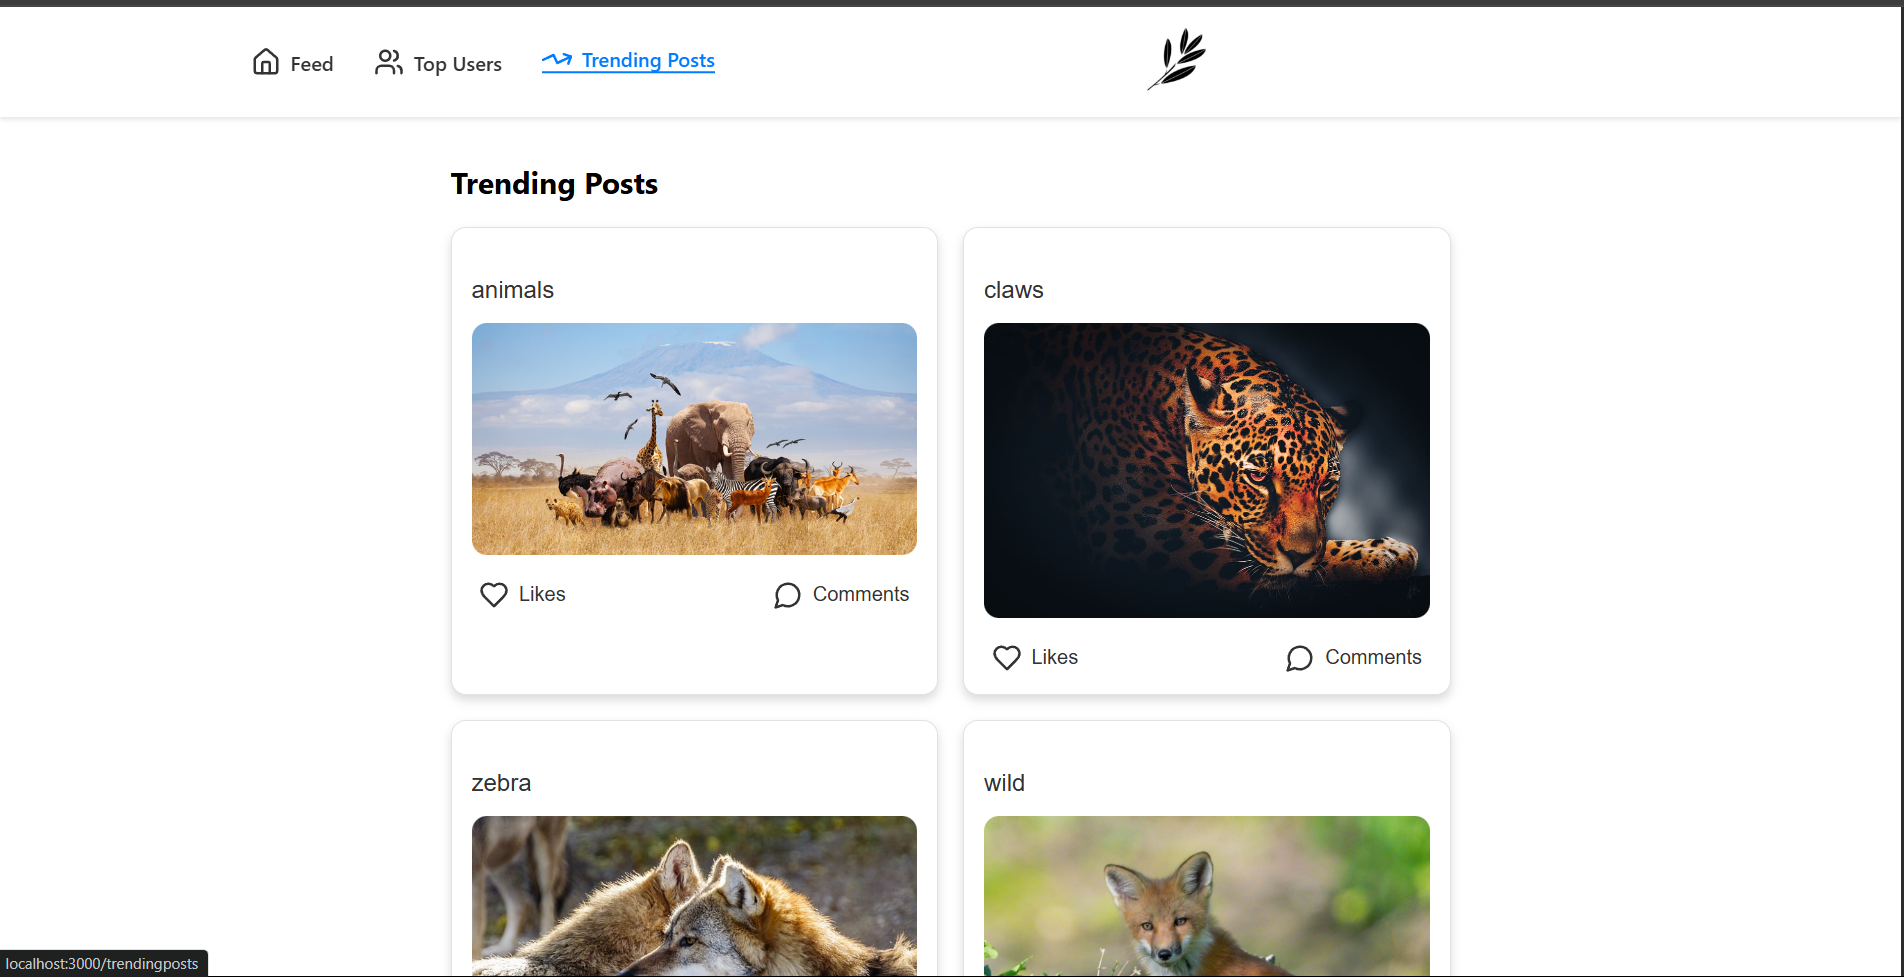 Feed
Top Users
Trending Posts
Trending Posts
animals
claws
Likes
Comments
Likes
Comments
zebra
wild
localhost:3000/trendingposts